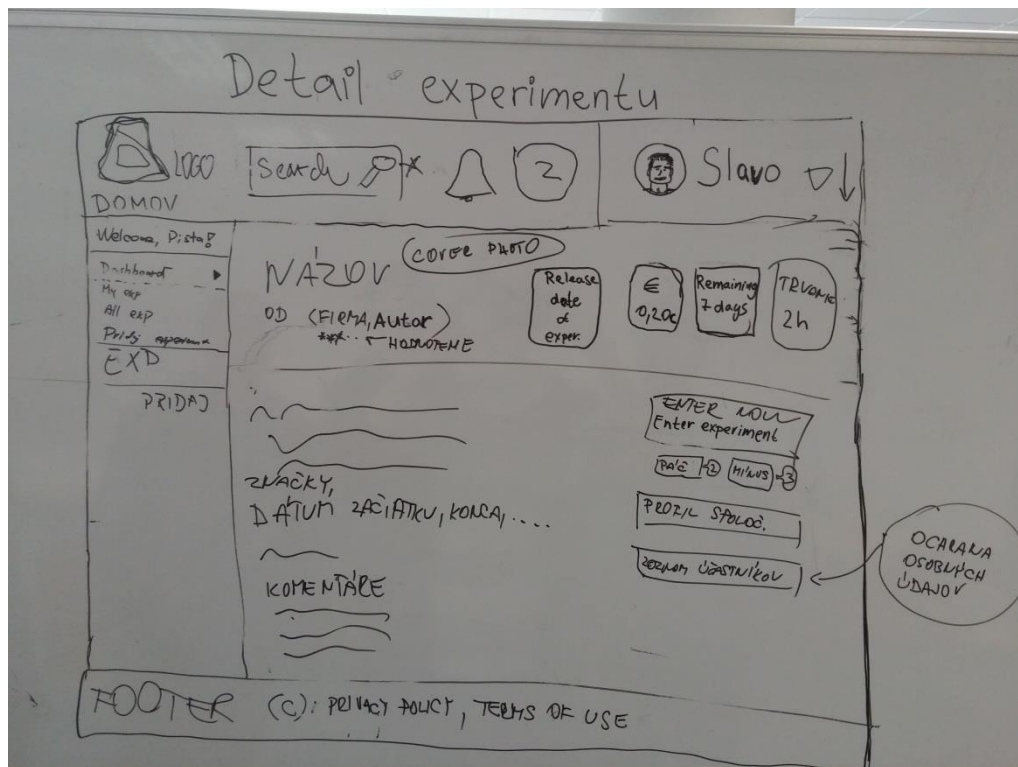 Detail experimentu
LOGO
Search
2
Slavo
DOMOV
Welcome, Pista!
Dashboard
My exp
All exp
Pridaj
EXP
PRIDAJ
NÁZOV
COVER PHOTO
OD (FIRMA, Autor)
HODNOTENIE
Release
date
of
exper.
€
0,20c
Remaining
7 days
TRVANIE
2h
ENTER NOW
Enter experiment
PÁČ 2
MÍNUS 3
PROFIL SPOLOČ.
ZOZNAM ÚČASTNÍKOV
OCHRANA
OSOBNÝCH
ÚDAJOV
ZNAČKY,
DÁTUM ZAČIATKU, KONCA, ....
KOMENTÁRE
FOOTER (C): PRIVACY POLICY, TERMS OF USE